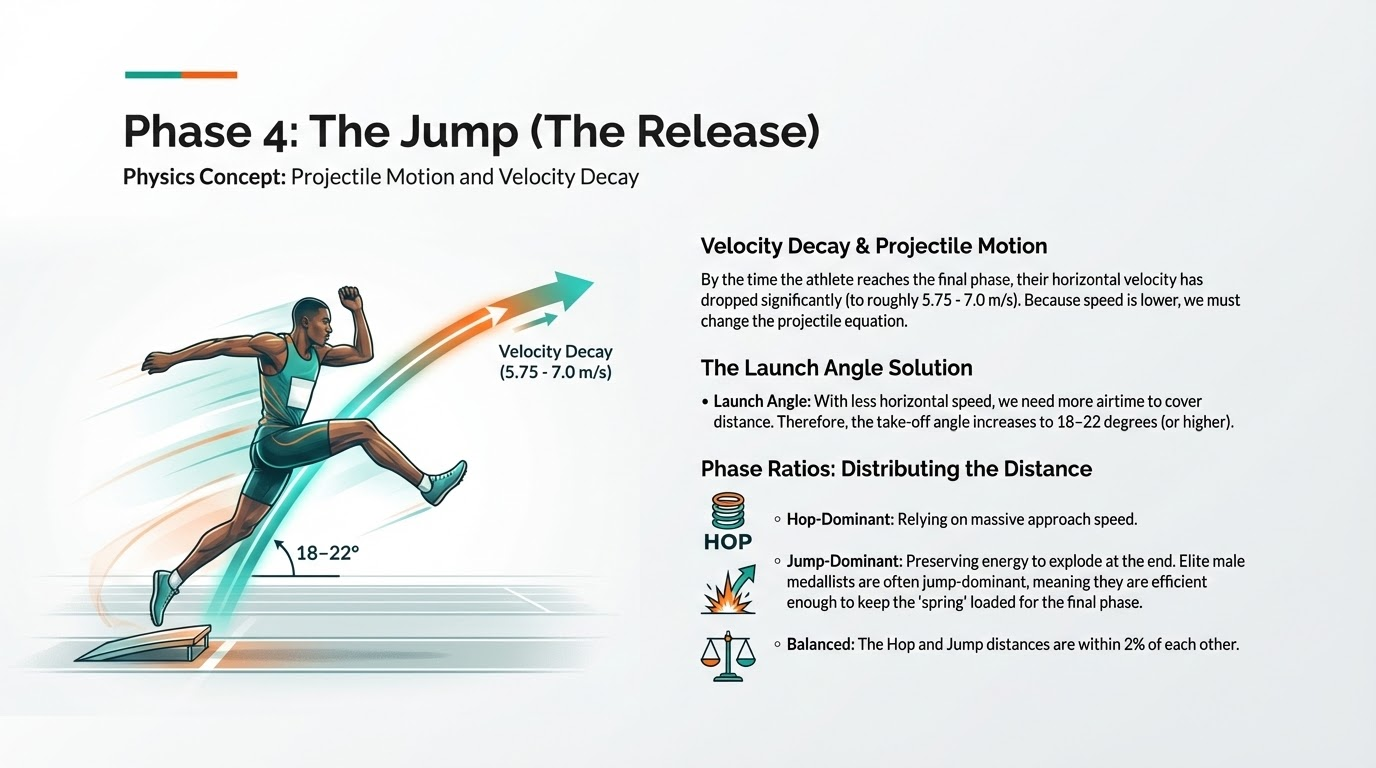 Phase 4: The Jump (The Release)
Physics Concept: Projectile Motion and Velocity Decay
Velocity Decay
(5.75 - 7.0 m/s)
18–22°
Velocity Decay & Projectile Motion
By the time the athlete reaches the final phase, their horizontal velocity has
dropped significantly (to roughly 5.75 - 7.0 m/s). Because speed is lower, we must
change the projectile equation.
The Launch Angle Solution
• Launch Angle: With less horizontal speed, we need more airtime to cover
distance. Therefore, the take-off angle increases to 18–22 degrees (or higher).
Phase Ratios: Distributing the Distance
HOP
○ Hop-Dominant: Relying on massive approach speed.
○ Jump-Dominant: Preserving energy to explode at the end. Elite male
medallists are often jump-dominant, meaning they are efficient
enough to keep the 'spring' loaded for the final phase.
○ Balanced: The Hop and Jump distances are within 2% of each other.